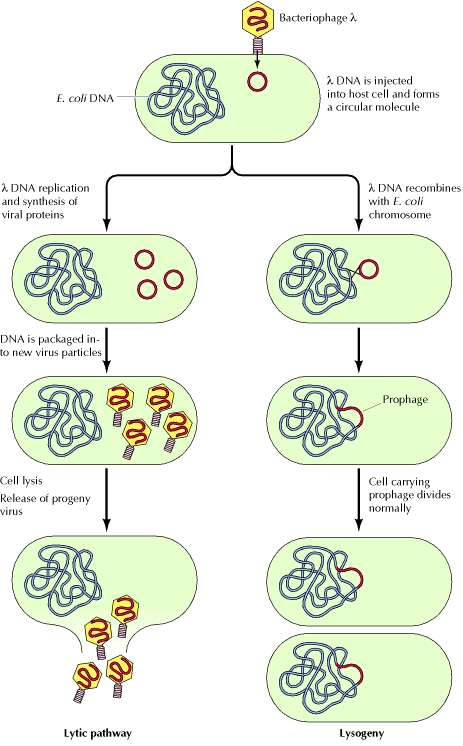 Bacteriophage λ
E. coli DNA
λ DNA is injected
into host cell and forms
a circular molecule
λ DNA replication
and synthesis of
viral proteins
λ DNA recombines
with E. coli
chromosome
DNA is packaged in-
to new virus particles
Prophage
Cell lysis
Release of progeny
virus
Cell carrying
prophage divides
normally
Lytic pathway
Lysogeny